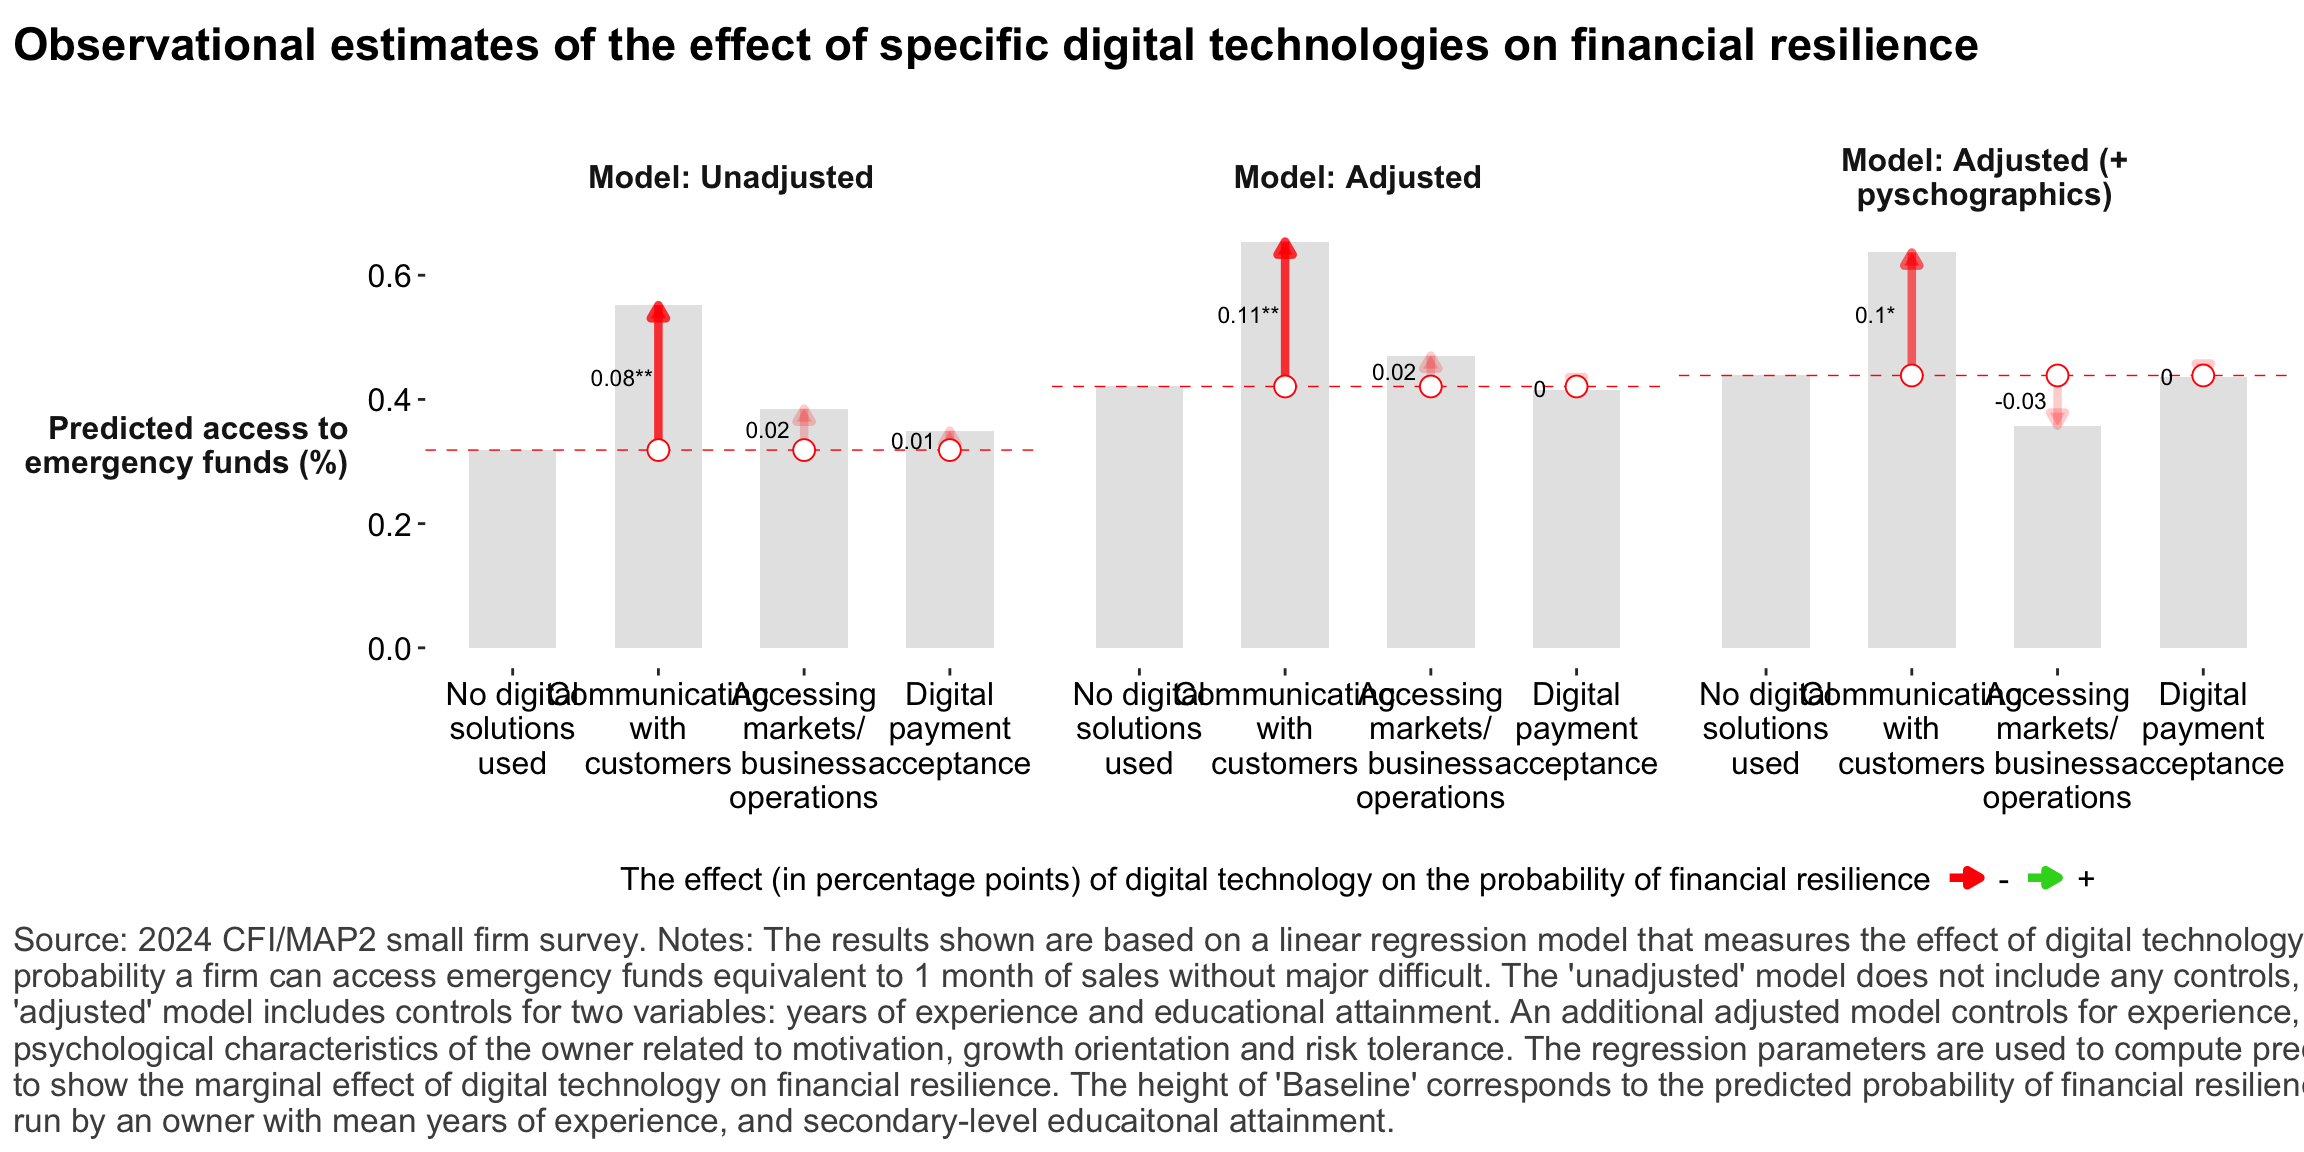 Observational estimates of the effect of specific digital technologies on financial resilience
Model: Unadjusted
Model: Adjusted
Model: Adjusted (+
pyschographics)
Predicted access to
emergency funds (%)
0.6
0.4
0.2
0.0
0.08**
0.02
0.01
0.11**
0.02
0
0.1*
-0.03
0
No digital
solutions
used
Communicating
with
customers
Accessing
markets/
business
operations
Digital
payment
acceptance
No digital
solutions
used
Communicating
with
customers
Accessing
markets/
business
operations
Digital
payment
acceptance
No digital
solutions
used
Communicating
with
customers
Accessing
markets/
business
operations
Digital
payment
acceptance
The effect (in percentage points) of digital technology on the probability of financial resilience - +
Source: 2024 CFI/MAP2 small firm survey. Notes: The results shown are based on a linear regression model that measures the effect of digital technology
probability a firm can access emergency funds equivalent to 1 month of sales without major difficult. The 'unadjusted' model does not include any controls,
'adjusted' model includes controls for two variables: years of experience and educational attainment. An additional adjusted model controls for experience,
psychological characteristics of the owner related to motivation, growth orientation and risk tolerance. The regression parameters are used to compute
to show the marginal effect of digital technology on financial resilience. The height of 'Baseline' corresponds to the predicted probability of financial
run by an owner with mean years of experience, and secondary-level educaitonal attainment.